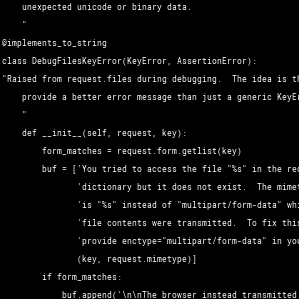 unexpected unicode or binary data.
"
@implements_to_string
class DebugFilesKeyError(KeyError, AssertionError):
"Raised from request.files during debugging.  The idea is th
provide a better error message than just a generic KeyE
"
def __init__(self, request, key):
form_matches = request.form.getlist(key)
buf = ['You tried to access the file "%s" in the req
'dictionary but it does not exist.  The mimet
'is "%s" instead of "multipart/form-data" whi
'file contents were transmitted.  To fix this
'provide enctype="multipart/form-data" in you
(key, request.mimetype)]
if form_matches:
buf.append('\n\nThe browser instead transmitted